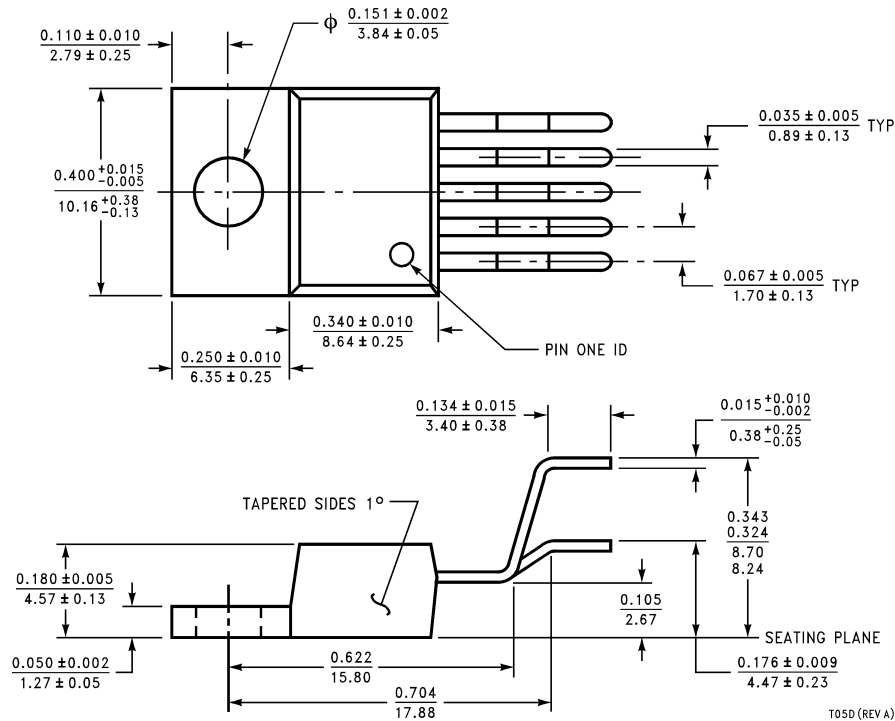 ϕ 0.151 ± 0.002
3.84 ± 0.05
0.110 ± 0.010
2.79 ± 0.25
0.035 ± 0.005
0.89 ± 0.13
TYP
0.400 +0.015
-0.005
10.16 +0.38
-0.13
0.067 ± 0.005
1.70 ± 0.13
TYP
0.340 ± 0.010
8.64 ± 0.25
PIN ONE ID
0.250 ± 0.010
6.35 ± 0.25
0.134 ± 0.015
3.40 ± 0.38
0.015 +0.010
-0.002
0.38 +0.25
-0.05
TAPERED SIDES 1°
0.343
0.324
8.70
8.24
0.180 ± 0.005
4.57 ± 0.13
0.105
2.67
SEATING PLANE
0.050 ± 0.002
1.27 ± 0.05
0.622
15.80
0.176 ± 0.009
4.47 ± 0.23
0.704
17.88
T05D (REV A)